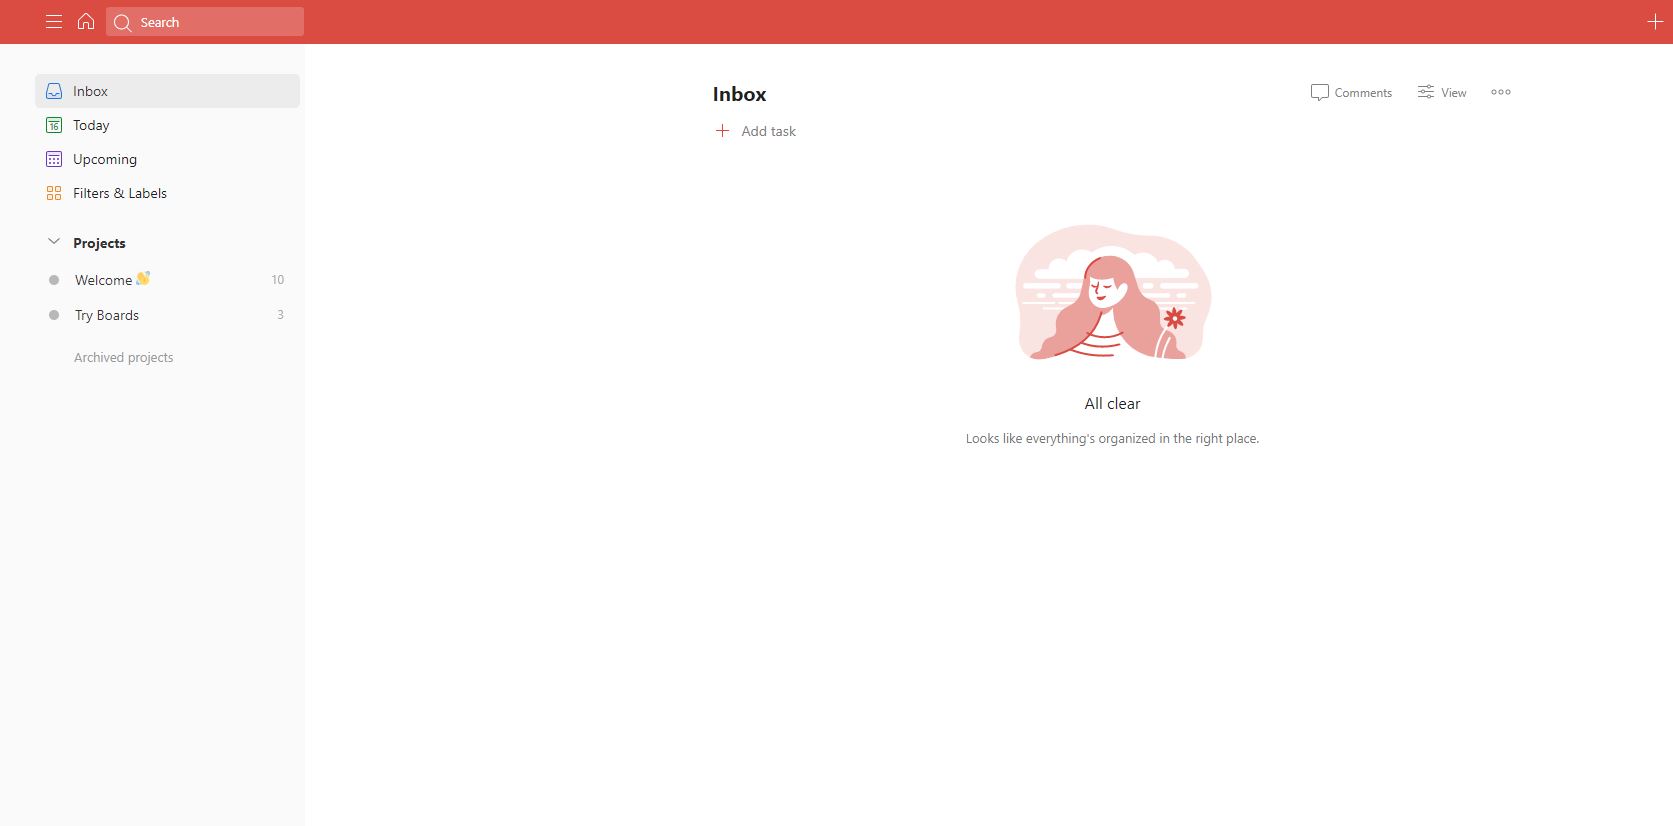 Search
Inbox
16
Today
Upcoming
Filters & Labels
Projects
Welcome 👋
10
Try Boards
3
Archived projects
Inbox
Comments
View
Add task
All clear
Looks like everything's organized in the right place.